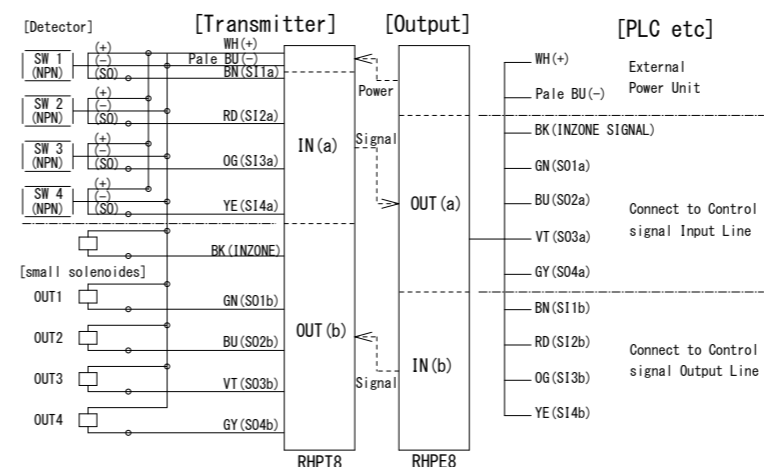 [Detector]
[Transmitter]
[Output]
[PLC etc]
SW 1
(NPN)
(+)
(-)
(SO)
WH(+)
Pale BU(-)
BN(SI1a)
SW 2
(NPN)
(+)
(-)
(SO)
RD(SI2a)
SW 3
(NPN)
(+)
(-)
(SO)
OG(SI3a)
SW 4
(NPN)
(+)
(-)
(SO)
YE(SI4a)
BK(INZONE)
[small solenoides]
OUT1
GN(SO1b)
OUT2
BU(SO2b)
OUT3
VT(SO3b)
OUT4
GY(SO4b)
IN(a)
OUT(b)
RHPT8
Power
Signal
Signal
OUT(a)
IN(b)
RHPE8
WH(+)
Pale BU(-)
External
Power Unit
BK(INZONE SIGNAL)
GN(SO1a)
BU(SO2a)
VT(SO3a)
GY(SO4a)
Connect to Control
signal Input Line
BN(SI1b)
RD(SI2b)
OG(SI3b)
YE(SI4b)
Connect to Control
signal Output Line